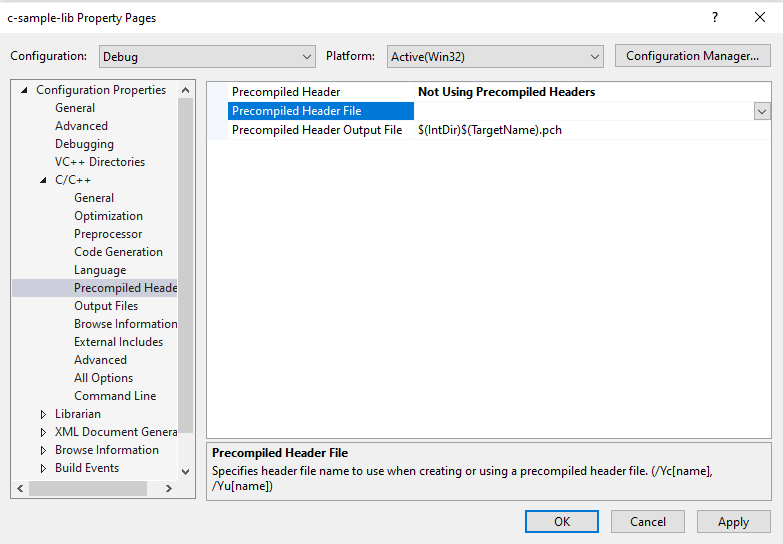 c-sample-lib Property Pages
?
Configuration: Debug Platform: Active(Win32) Configuration Manager...
Configuration Properties
General
Advanced
Debugging
VC++ Directories
C/C++
General
Optimization
Preprocessor
Code Generation
Language
Precompiled Heade
Output Files
Browse Information
External Includes
Advanced
All Options
Command Line
Librarian
XML Document Genera
Browse Information
Build Events
Precompiled Header Not Using Precompiled Headers
Precompiled Header File
Precompiled Header Output File $(IntDir)$(TargetName).pch
Precompiled Header File
Specifies header file name to use when creating or using a precompiled header file. (/Yc[name],
/Yu[name])
OK Cancel Apply